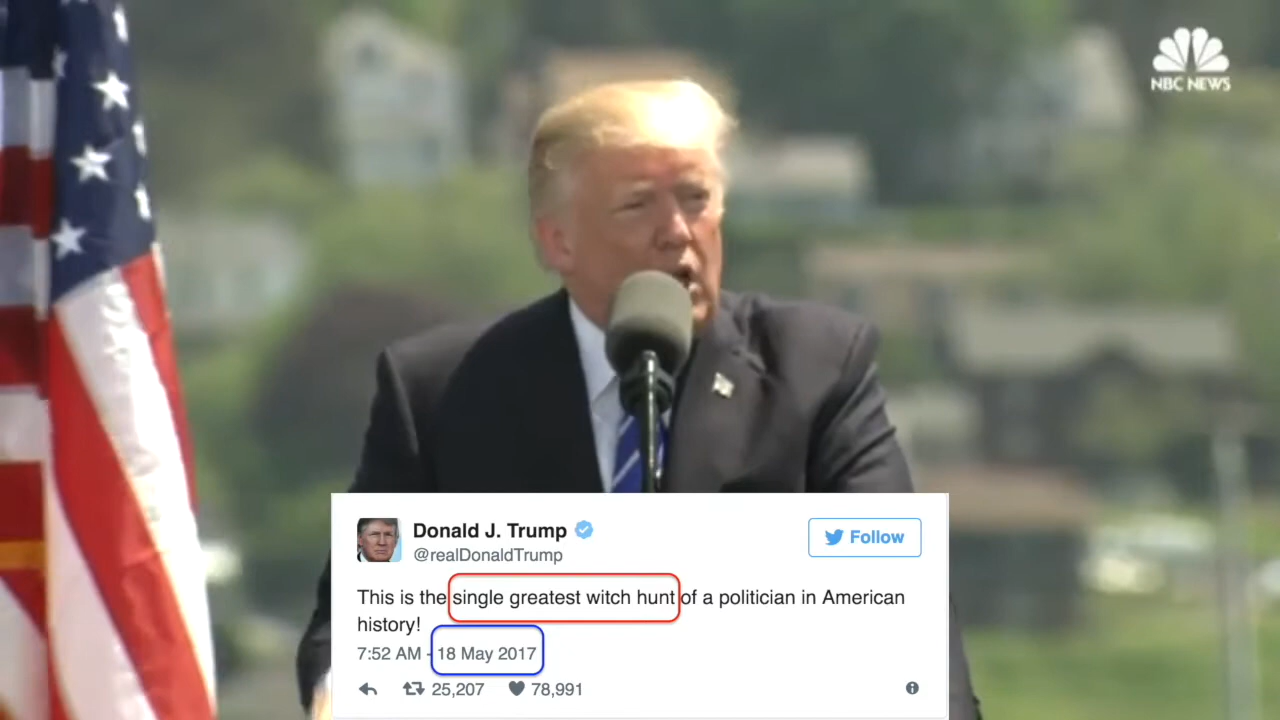 NBC NEWS
Donald J. Trump
@realDonaldTrump
Follow
This is the single greatest witch hunt of a politician in American
history!
7:52 AM - 18 May 2017
25,207 78,991